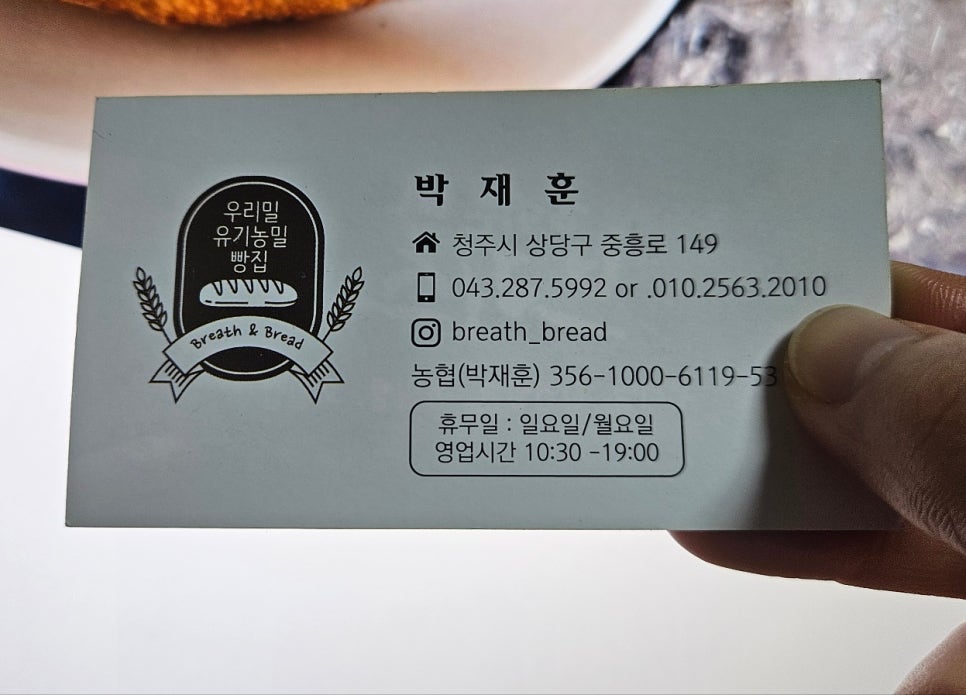 우리밀
유기농밀
빵집
Breath & Bread
박 재 훈
청주시 상당구 중흥로 149
043.287.5992 or .010.2563.2010
breath_bread
농협(박재훈) 356-1000-6119-53
휴무일 : 일요일/월요일
영업시간 10:30 -19:00